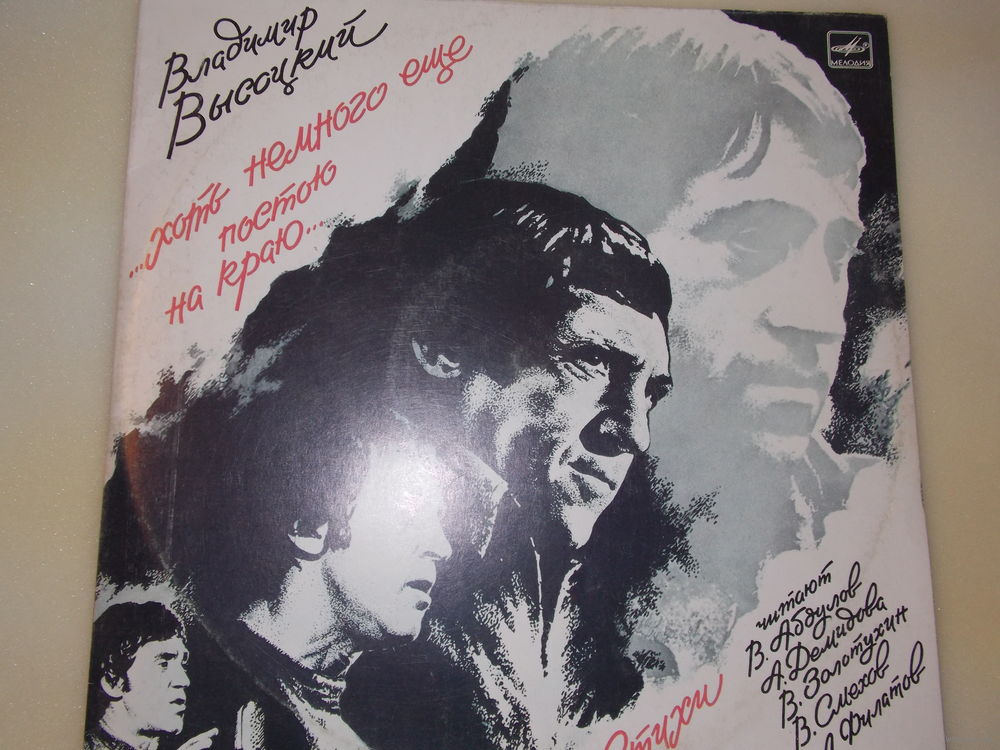 Владимир
Высоцкий
...хоть немного еще
постою
на краю...
МЕЛОДИЯ
Стихи
читают
В. Абдулов
А. Демидова
В. Золотухин
В. Смехов
Филатов